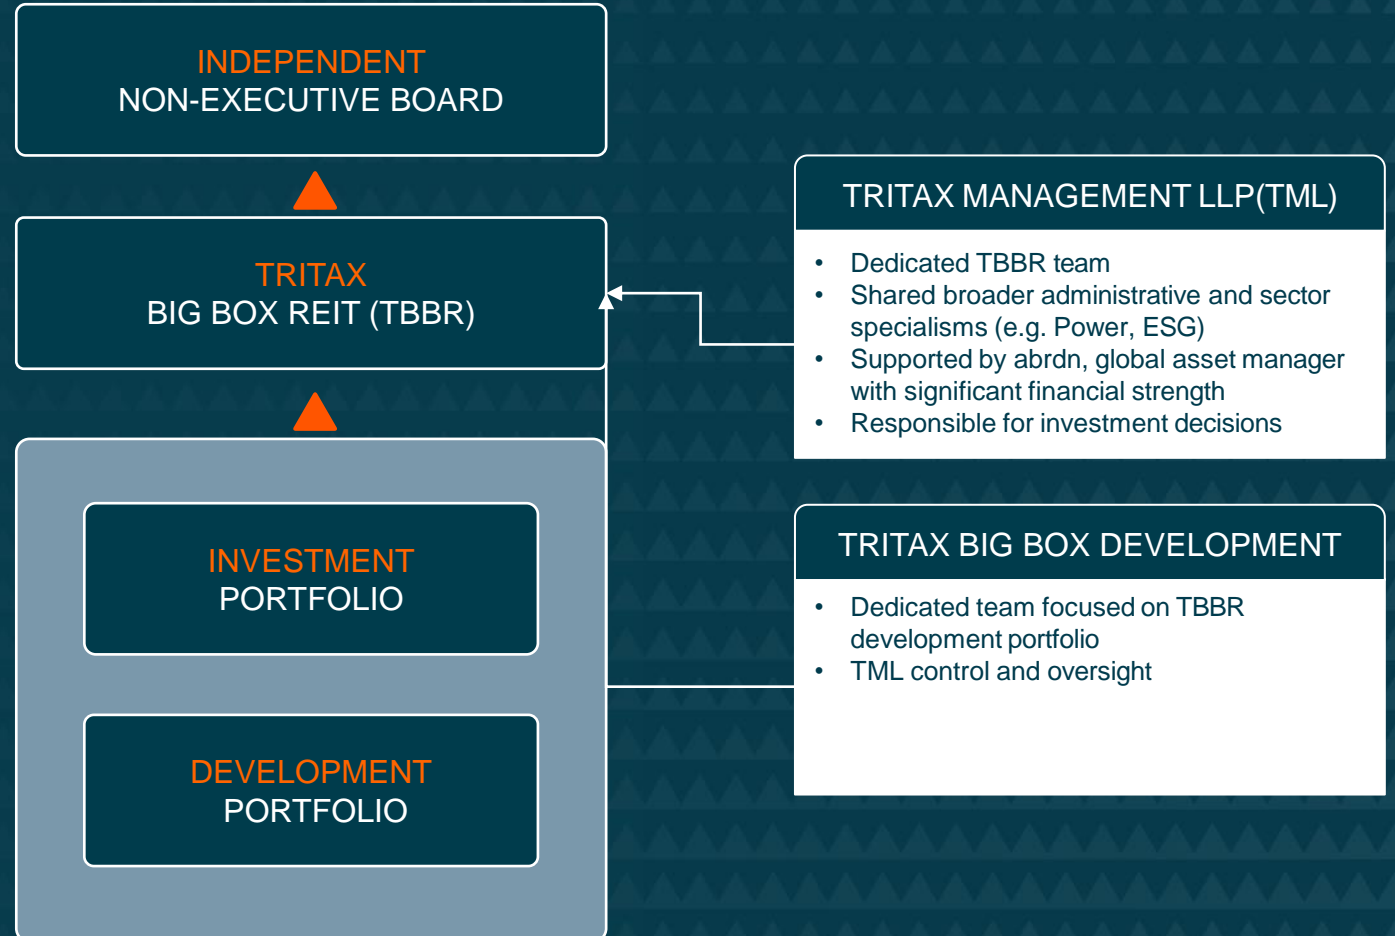 INDEPENDENT
NON-EXECUTIVE BOARD
TRITAX
BIG BOX REIT (TBBR)
INVESTMENT
PORTFOLIO
DEVELOPMENT
PORTFOLIO
TRITAX MANAGEMENT LLP(TML)
• Dedicated TBBR team
• Shared broader administrative and sector
specialisms (e.g. Power, ESG)
• Supported by abrdn, global asset manager
with significant financial strength
• Responsible for investment decisions
TRITAX BIG BOX DEVELOPMENT
• Dedicated team focused on TBBR
development portfolio
• TML control and oversight